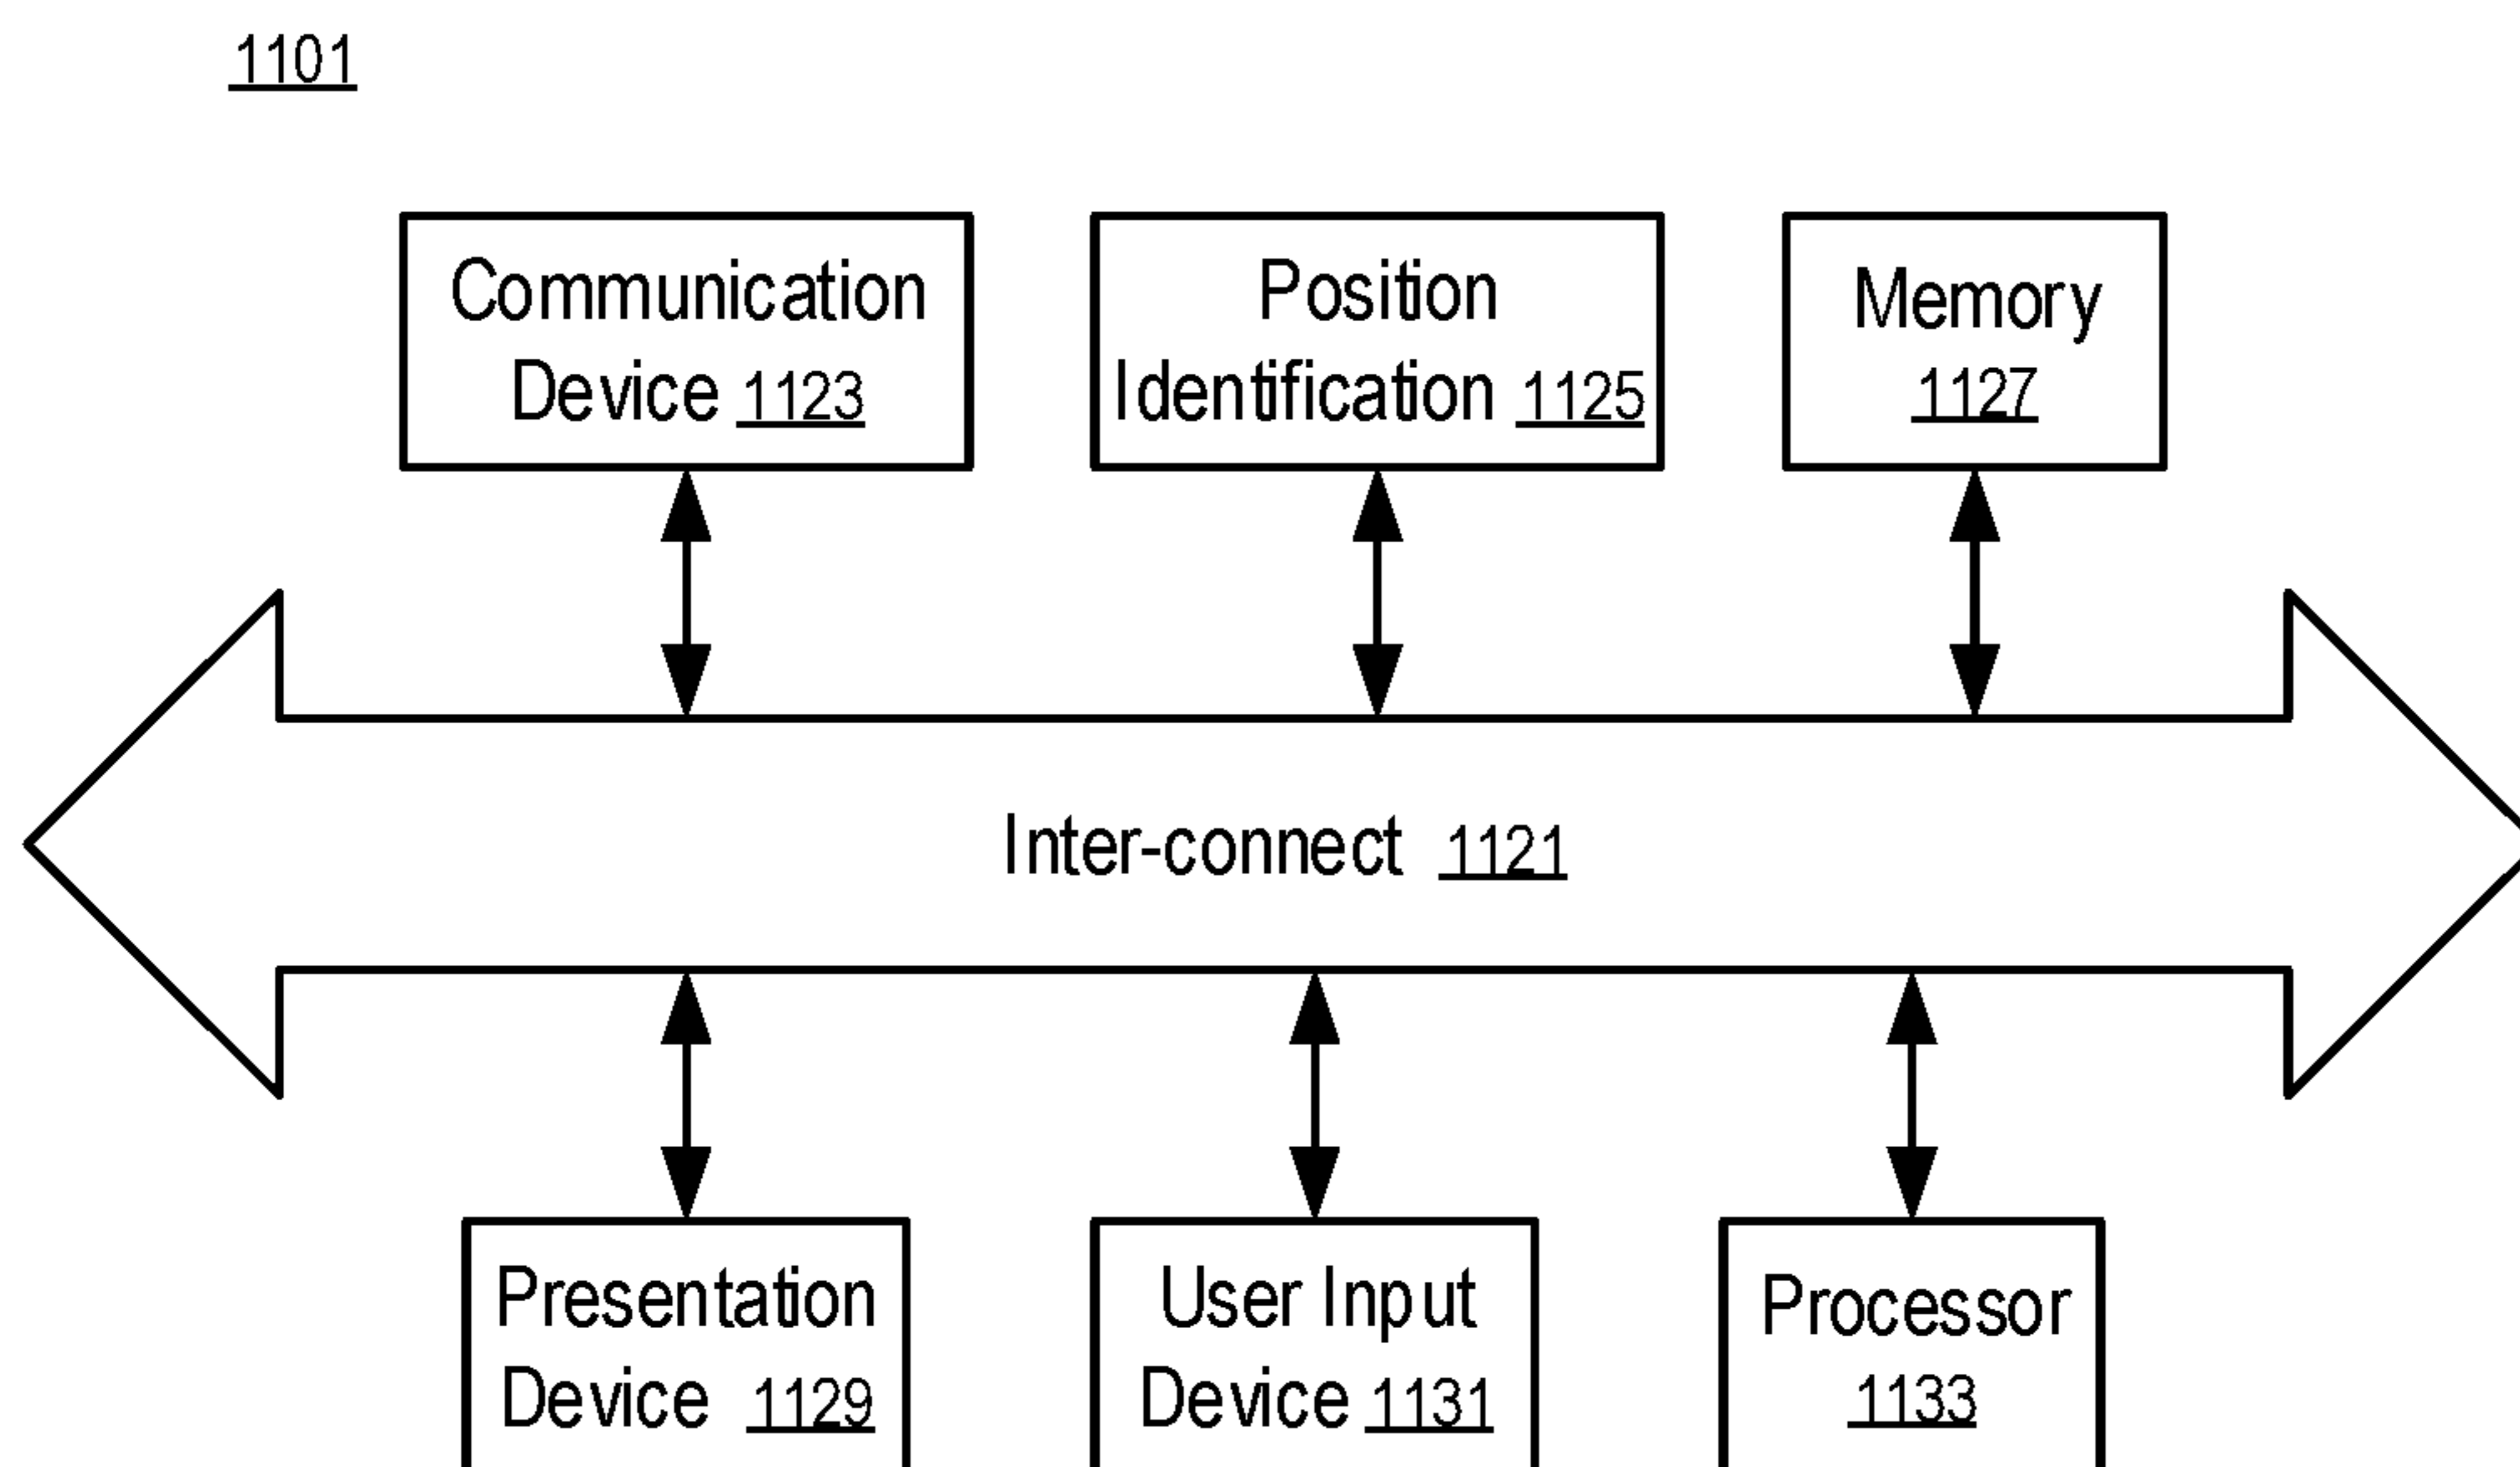 1101
Communication
Device 1123
Position
Identification 1125
Memory
1127
Inter-connect 1121
Presentation
Device 1129
User Input
Device 1131
Processor
1133